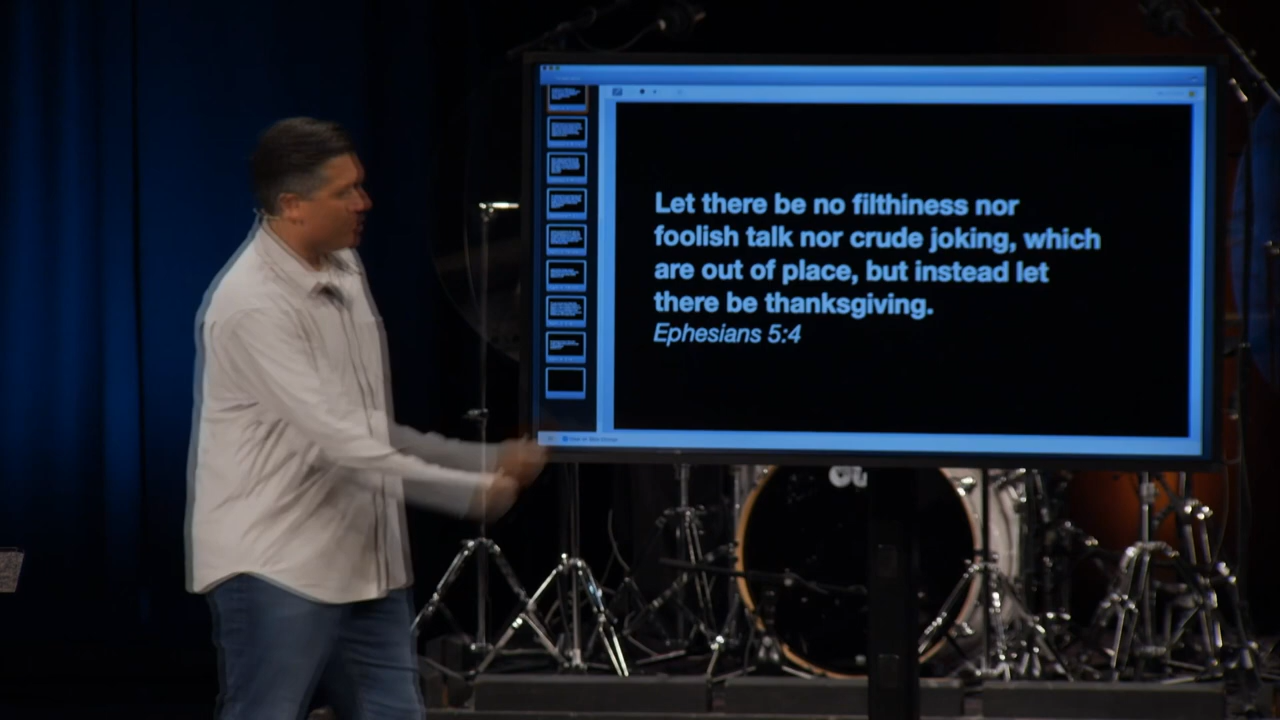 Let there be no filthiness nor
foolish talk nor crude joking, which
are out of place, but instead let
there be thanksgiving.
Ephesians 5:4